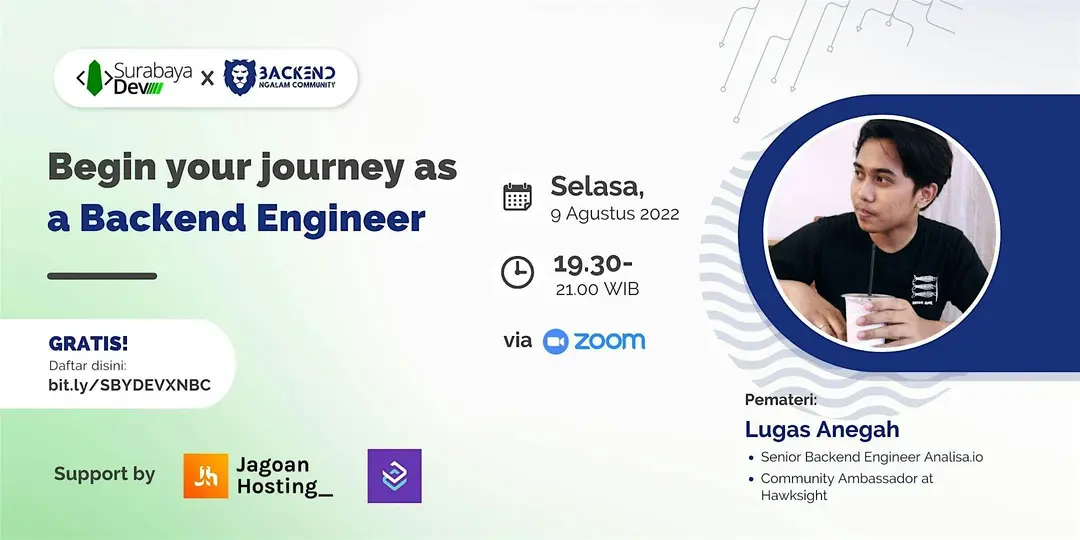 Surabaya
Dev
X
BACKEND
NGALAM COMMUNITY
Begin your journey as
a Backend Engineer
GRATIS!
Daftar disini:
bit.ly/SBYDEVXNBC
Support by
Jagoan
Hosting_
Selasa,
9 Agustus 2022
19.30-
21.00 WIB
via zoom
Pemateri:
Lugas Anegah
• Senior Backend Engineer Analisa.io
• Community Ambassador at
Hawksight